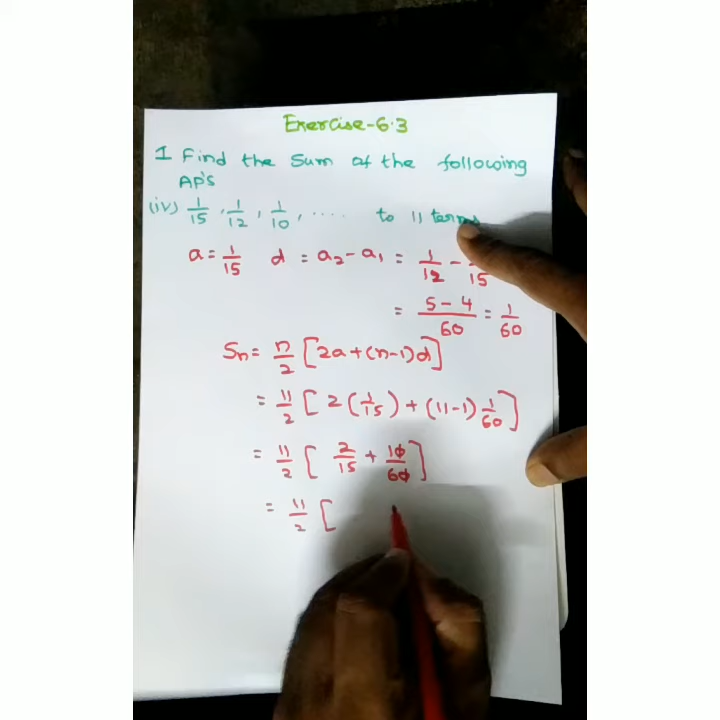 Exercise-6.3
1 Find the sum of the following
AP's
(iv) 1/15, 1/12, 1/10, .... to 11 terms
a = 1/15 d = a₂ - a₁ = 1/12 - /15
= 5-4/60 = 1/60
Sn = n/2 [2a+(n-1)d]
= 11/2 [2(1/15) + (11-1) 1/60]
= 11/2 [2/15 + 10/60]
= 11/2 [